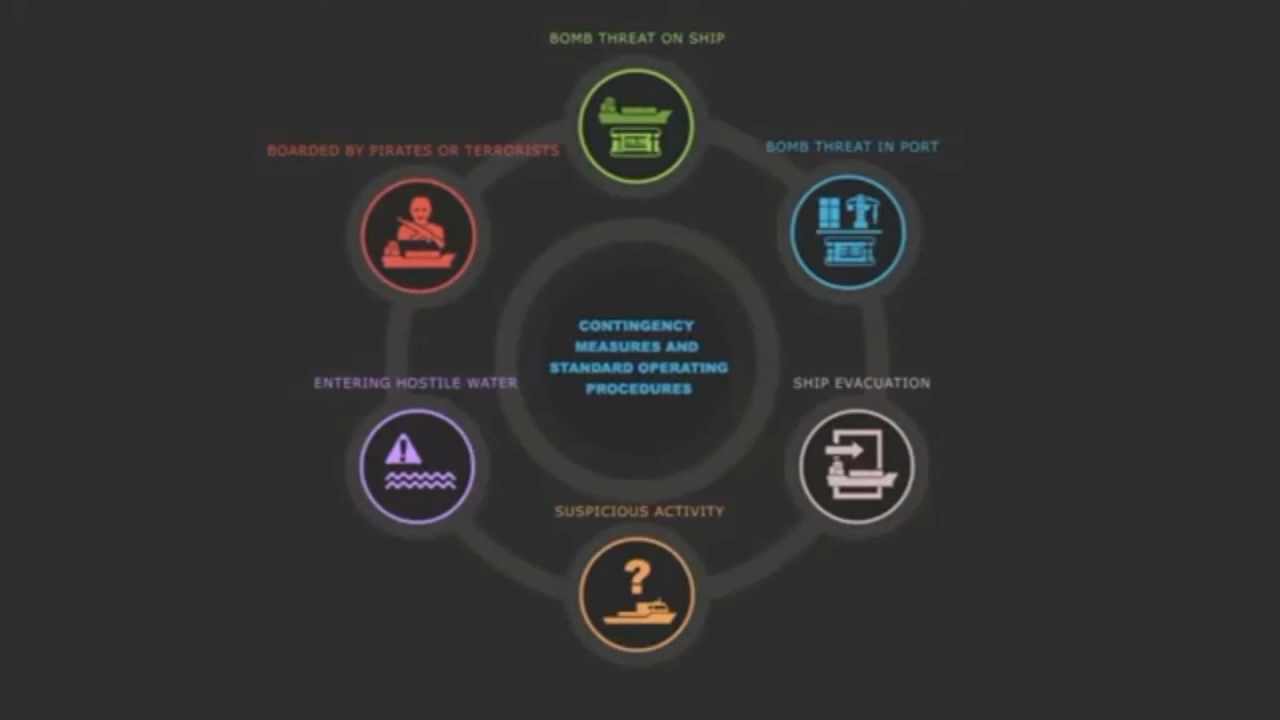 BOMB THREAT ON SHIP
BOMB THREAT IN PORT
BOARDED BY PIRATES OR TERRORISTS
CONTINGENCY
MEASURES AND
STANDARD OPERATING
PROCEDURES
ENTERING HOSTILE WATER
SHIP EVACUATION
SUSPICIOUS ACTIVITY
?